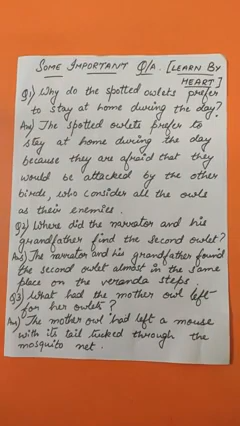 SOME IMPORTANT Q/A. [LEARN BY
HEART]
Q1) Why do the spotted owlets prefer
to stay at home during the day?
Ans) The spotted owlets prefer to
stay at home during the day
because they are afraid that they
would be attacked by the other
birds, who consider all the owls
as their enemies.
Q2) Where did the narrator and his
grandfather find the second owlet?
Ans) The narrator and his grandfather found
the second owlet almost in the same
place on the veranda steps.
Q3) What had the mother owl left
for her owlets?
Ans) The mother owl had left a mouse
with its tail tucked through the
mosquito net.